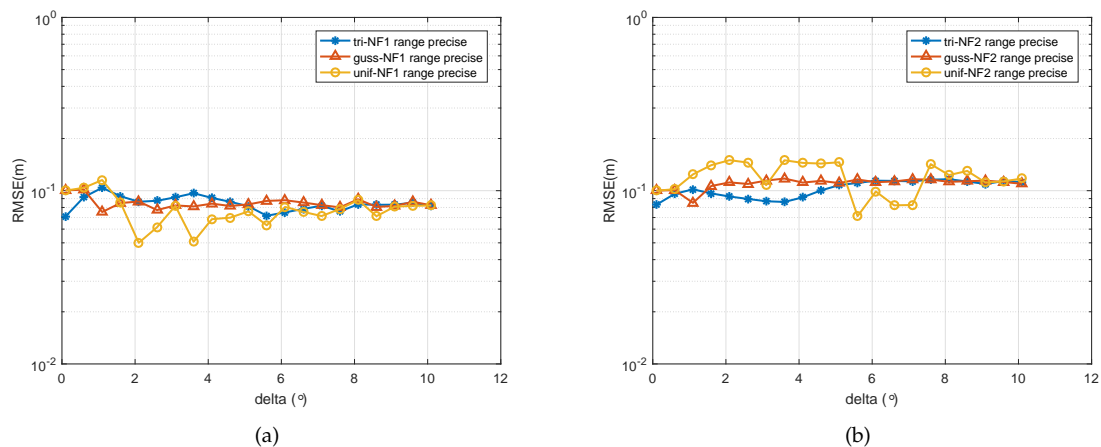 10^0
10^-1
10^-2
RMSE(m)
tri-NF1 range precise
guss-NF1 range precise
unif-NF1 range precise
0 2 4 6 8 10 12
delta (°)
(a)
10^0
10^-1
10^-2
RMSE(m)
tri-NF2 range precise
guss-NF2 range precise
unif-NF2 range precise
0 2 4 6 8 10 12
delta (°)
(b)